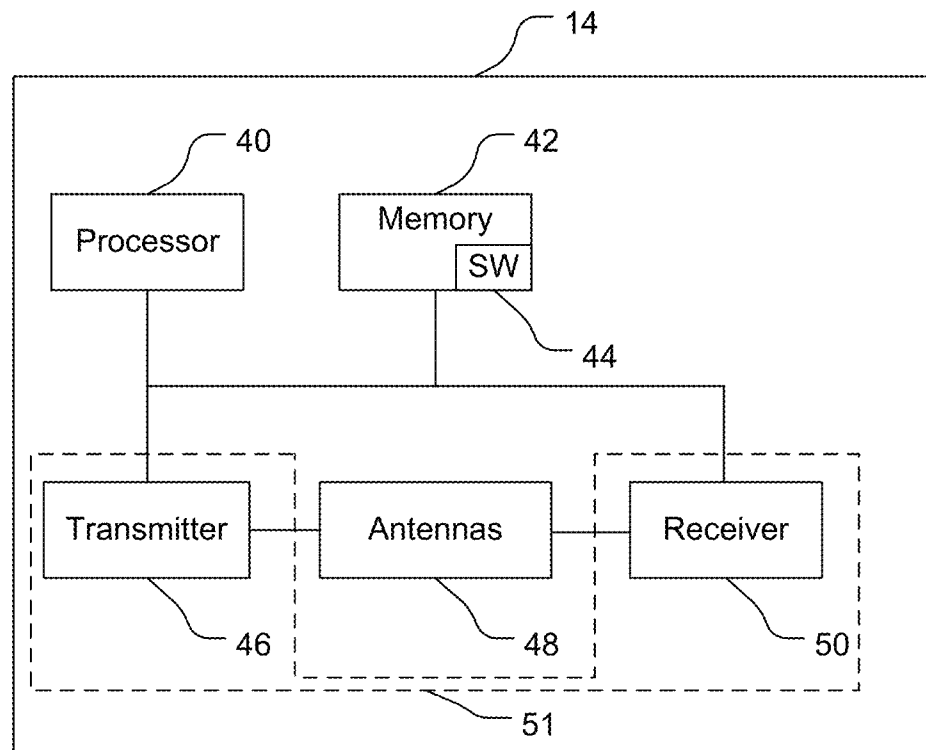 14
40
42
Processor
Memory
SW
44
Transmitter
Antennas
Receiver
46
48
50
51